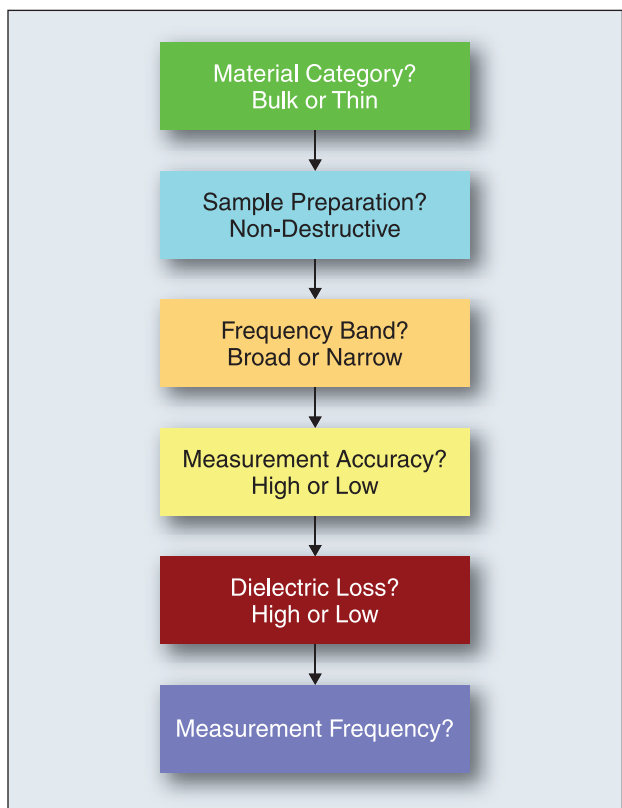 Material Category?
Bulk or Thin
Sample Preparation?
Non-Destructive
Frequency Band?
Broad or Narrow
Measurement Accuracy?
High or Low
Dielectric Loss?
High or Low
Measurement Frequency?